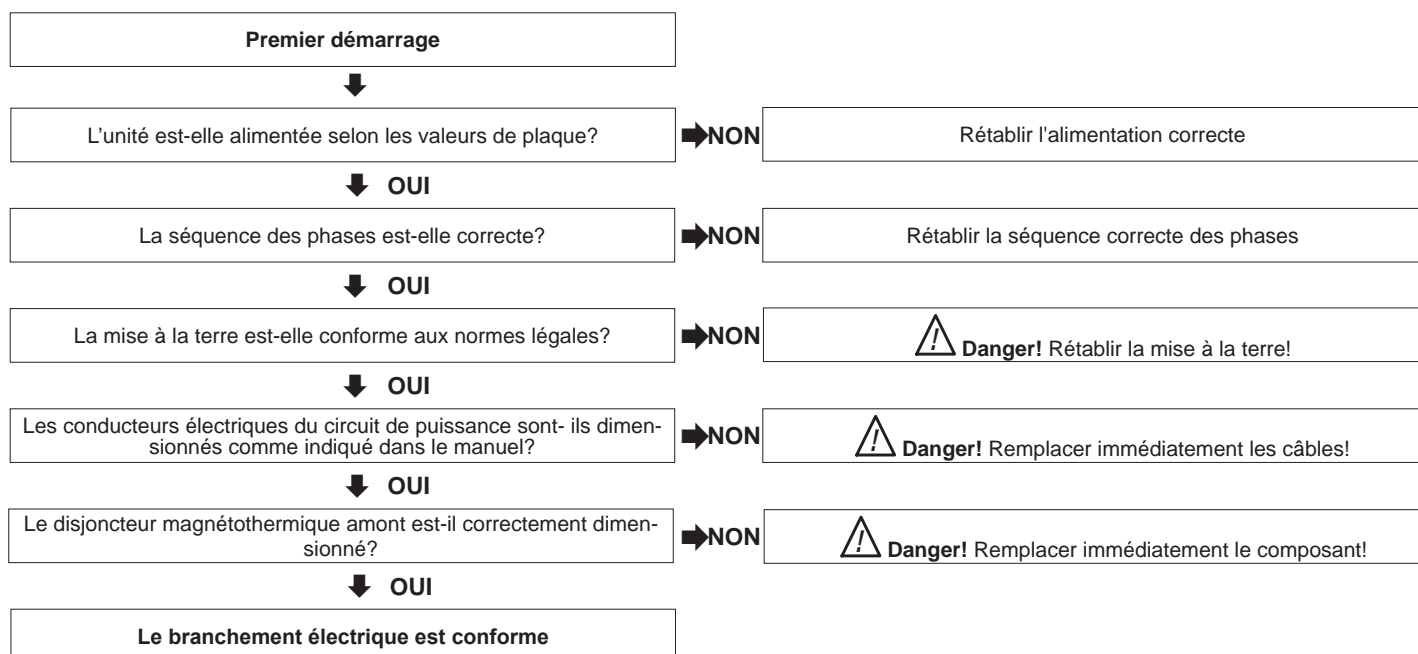 Premier démarrage
L’unité est-elle alimentée selon les valeurs de plaque?
NON
Rétablir l'alimentation correcte
OUI
La séquence des phases est-elle correcte?
NON
Rétablir la séquence correcte des phases
OUI
La mise à la terre est-elle conforme aux normes légales?
NON
Danger! Rétablir la mise à la terre!
OUI
Les conducteurs électriques du circuit de puissance sont- ils dimen-
sionnés comme indiqué dans le manuel?
NON
Danger! Remplacer immédiatement les câbles!
OUI
Le disjoncteur magnétothermique amont est-il correctement dimen-
sionné?
NON
Danger! Remplacer immédiatement le composant!
OUI
Le branchement électrique est conforme